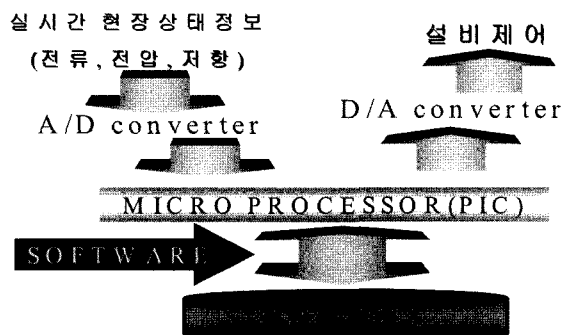 실시간 현장상태정보
(전류,전압,저항)
설비제어
A/D converter
D/A converter
MICRO PROCESSOR(PIC)
SOFTWARE